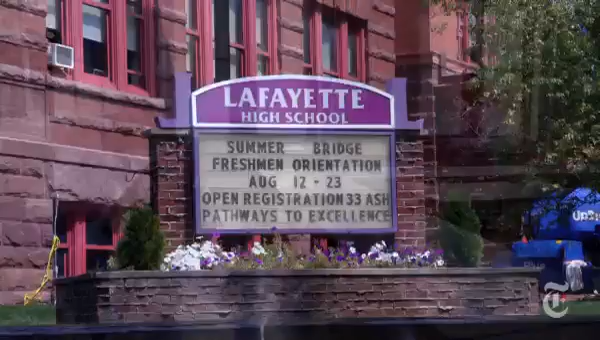 LAFAYETTE
HIGH SCHOOL
SUMMER BRIDGE
FRESHMEN ORIENTATION
AUG 12 - 23
OPEN REGISTRATION 33 ASH
PATHWAYS TO EXCELLENCE
T